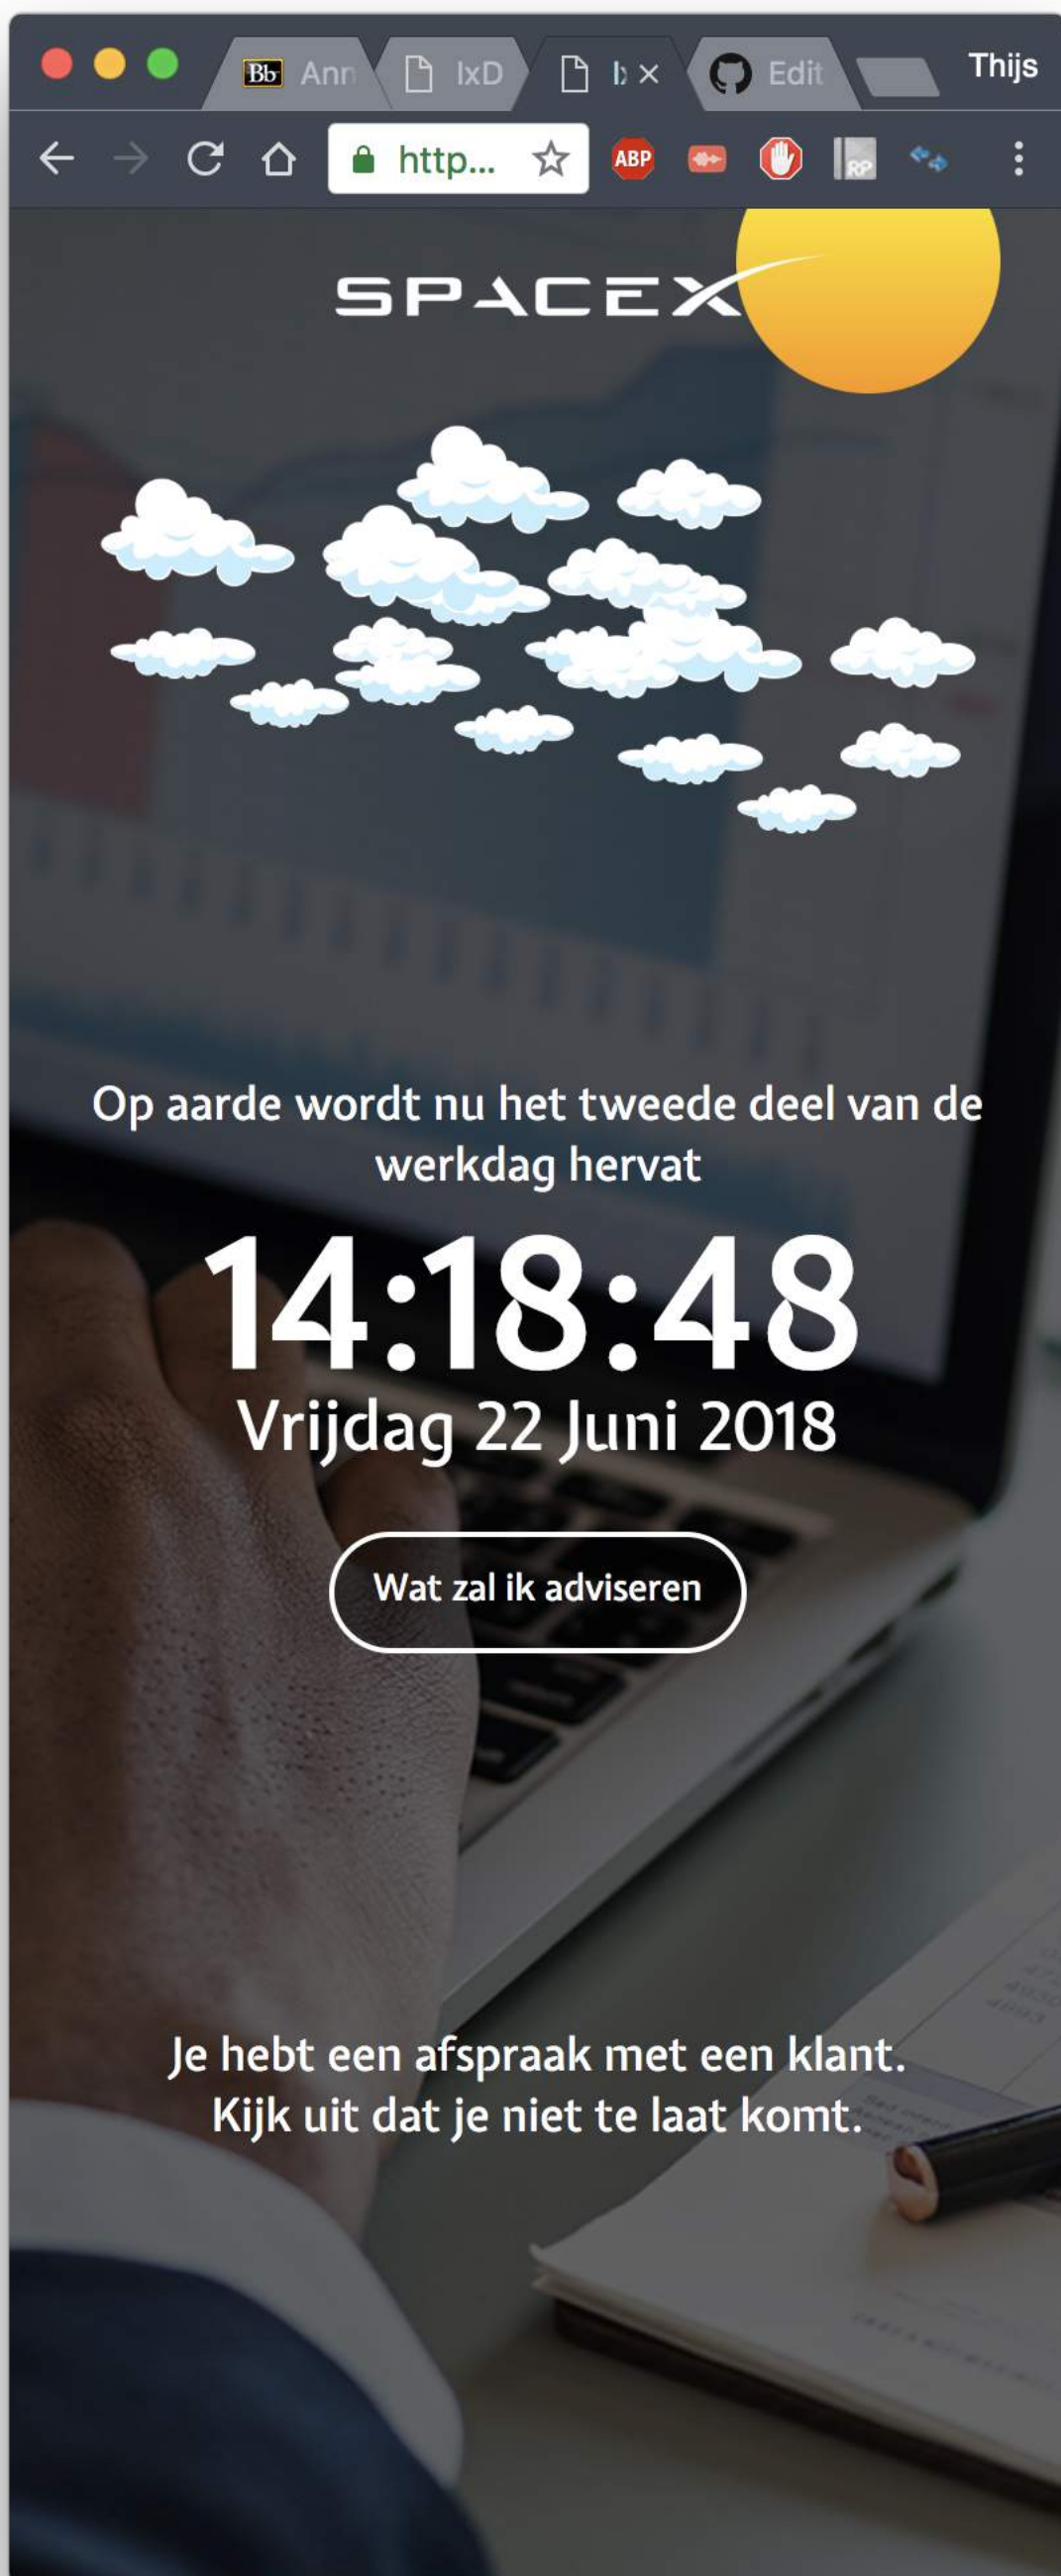 Bb Ann
IxD
Edit
Thijs
http...
ABP
RP
SPACEX
Op aarde wordt nu het tweede deel van de
werkdag hervat
14:18:48
Vrijdag 22 Juni 2018
Wat zal ik adviseren
Je hebt een afspraak met een klant.
Kijk uit dat je niet te laat komt.